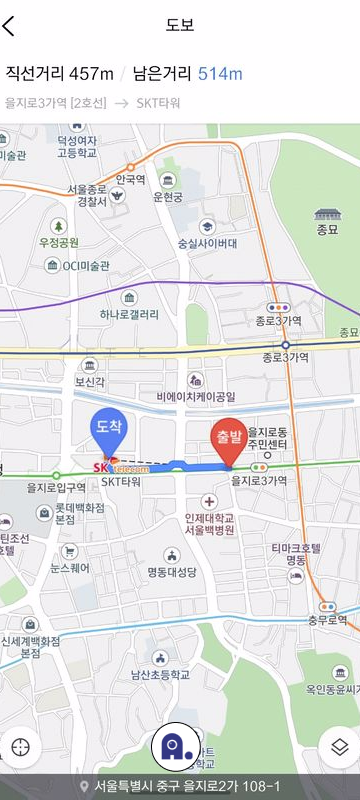 도보
직선거리 457m / 남은거리 514m
을지로3가역 [2호선] → SKT타워
미술관
덕성여자
고등학교
안국역
서울종로
경찰서
운현궁
종묘
우정공원
숭실사이버대
OCI미술관
하나로갤러리
종로3가역
종묘
종로3가역
보신각
비에이치케이공일
도착
출발
을지로동
주민센터
SK telecom
을지로입구역
SKT타워
을지로3가역
롯데백화점
본점
인제대학교
서울백병원
틴조선
호텔
눈스퀘어
명동대성당
티마크호텔
명동
충무로역
신세계백화점
본점
남산초등학교
옥인동윤씨가
서울특별시 중구 을지로2가 108-1